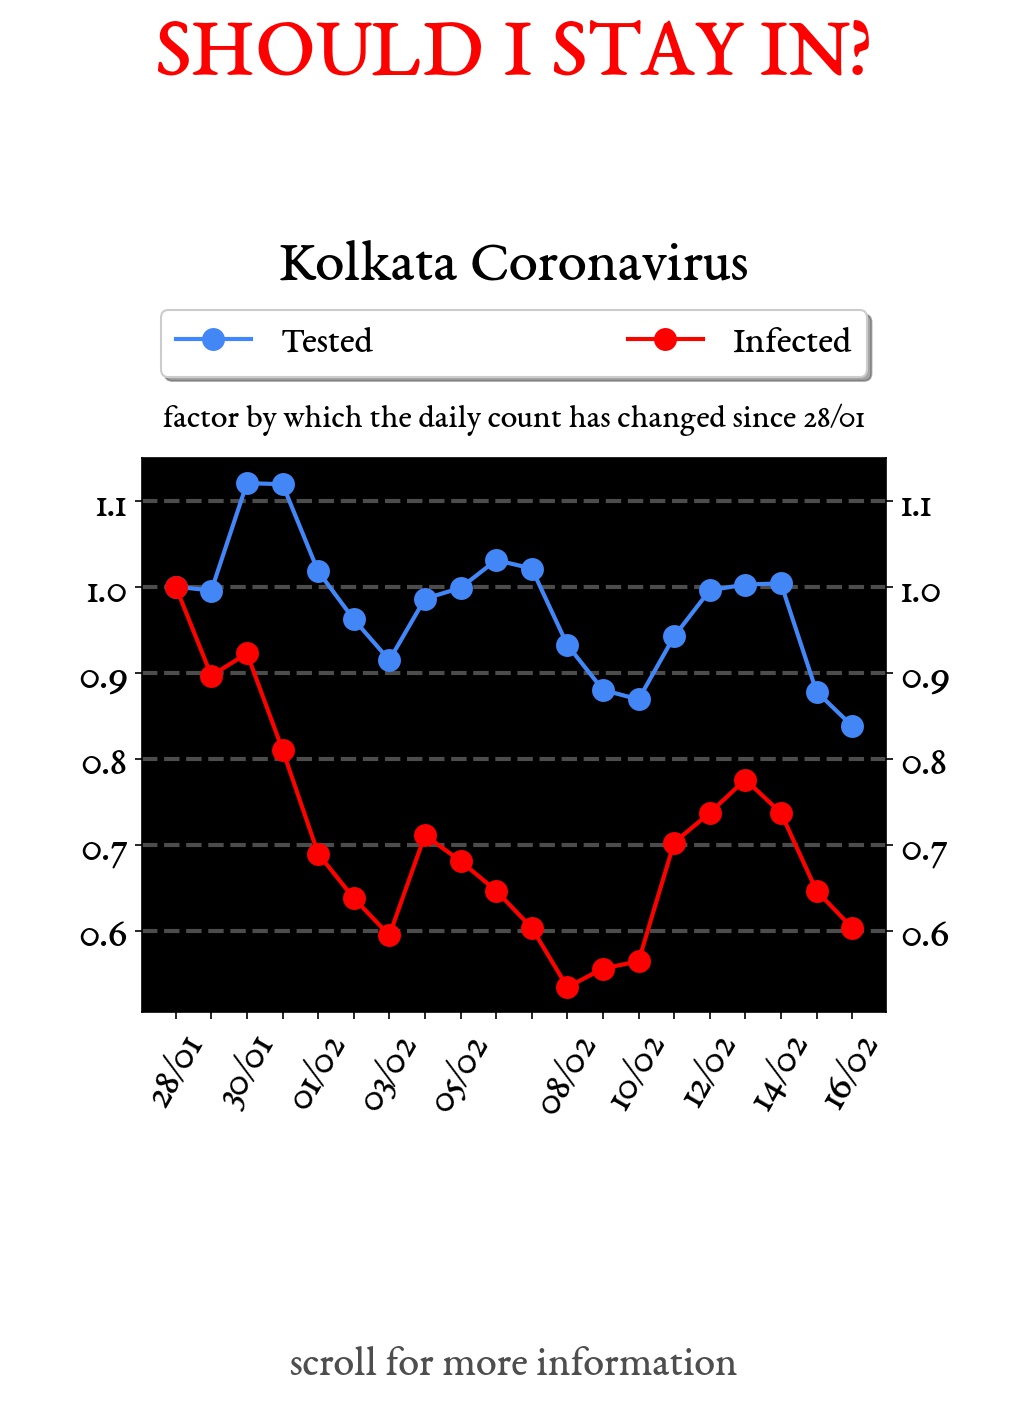 SHOULD I STAY IN?
Kolkata Coronavirus
Tested Infected
factor by which the daily count has changed since 28/01
1.1 1.1
1.0 1.0
0.9 0.9
0.8 0.8
0.7 0.7
0.6 0.6
28/01 30/01 01/02 03/02 05/02 08/02 10/02 12/02 14/02 16/02
scroll for more information